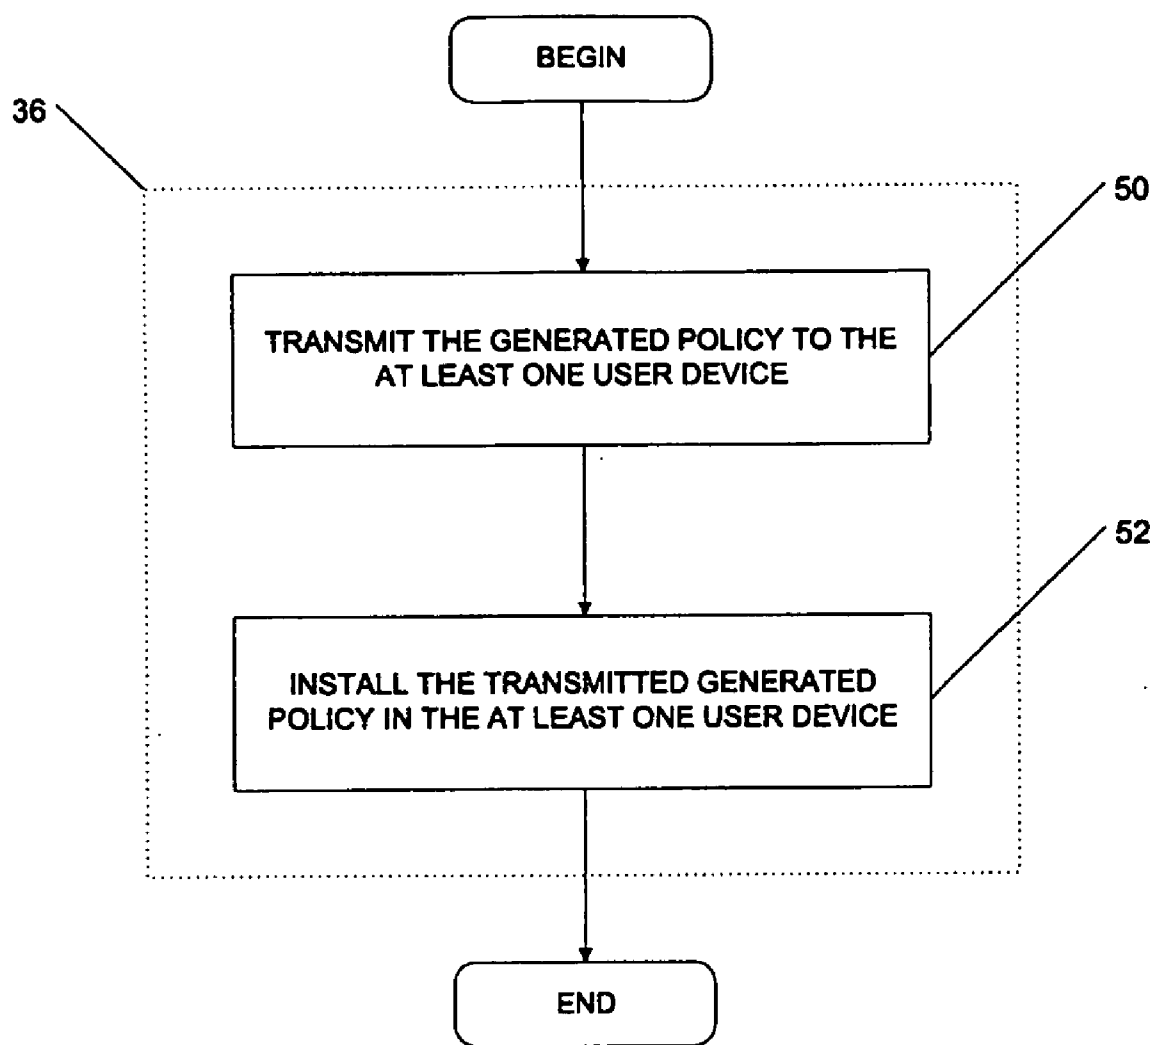 BEGIN
36
50
TRANSMIT THE GENERATED POLICY TO THE
AT LEAST ONE USER DEVICE
52
INSTALL THE TRANSMITTED GENERATED
POLICY IN THE AT LEAST ONE USER DEVICE
END